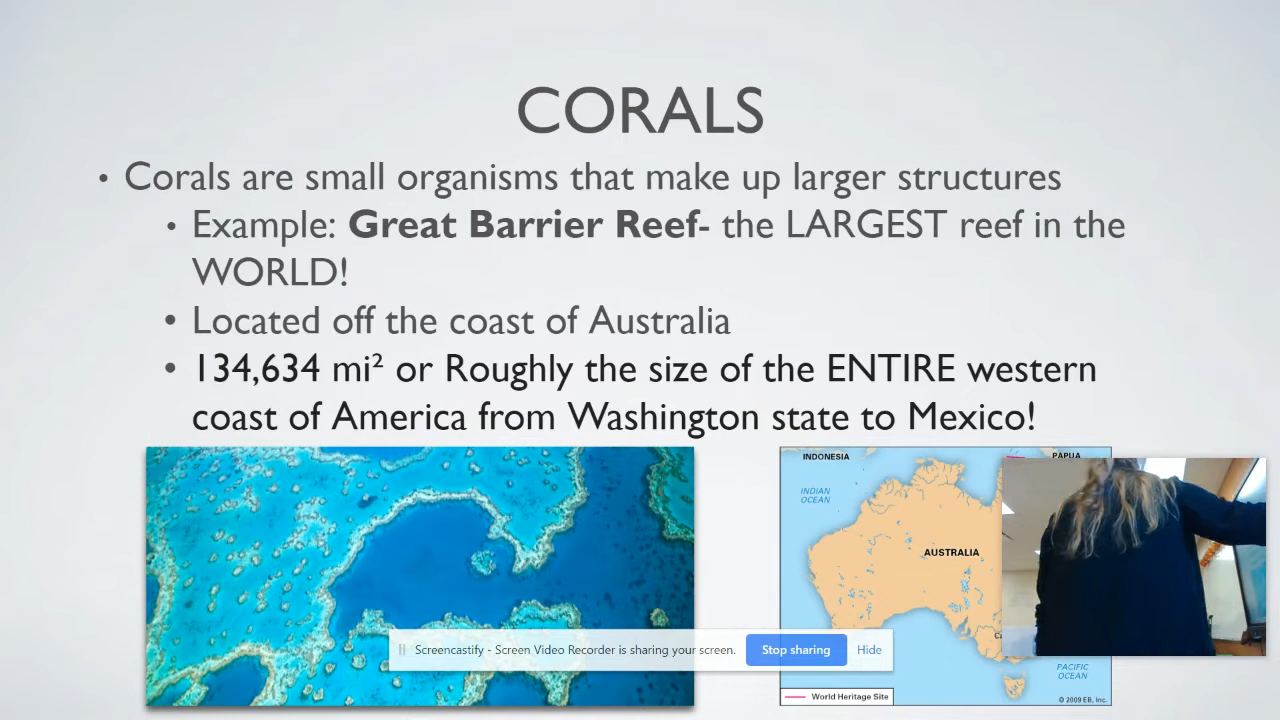 CORALS
• Corals are small organisms that make up larger structures
• Example: Great Barrier Reef- the LARGEST reef in the
WORLD!
• Located off the coast of Australia
• 134,634 mi² or Roughly the size of the ENTIRE western
coast of America from Washington state to Mexico!
INDONESIA
PAPUA
INDIAN
OCEAN
AUSTRALIA
Screencastify - Screen Video Recorder is sharing your screen.
Stop sharing
Hide
PACIFIC
OCEAN
World Heritage Site
© 2009 EB, Inc.